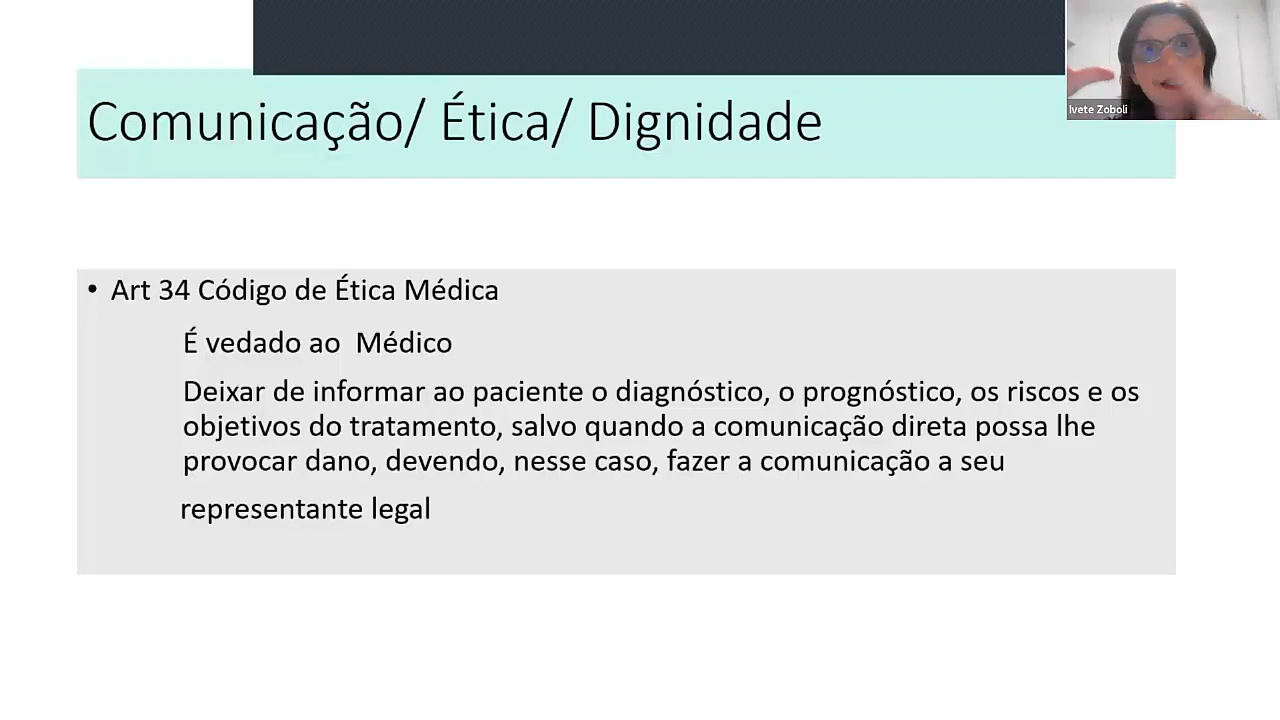 Ivete Zoboli
Comunicação/ Ética/ Dignidade
• Art 34 Código de Ética Médica
É vedado ao  Médico
Deixar de informar ao paciente o diagnóstico, o prognóstico, os riscos e os
objetivos do tratamento, salvo quando a comunicação direta possa lhe
provocar dano, devendo, nesse caso, fazer a comunicação a seu
representante legal